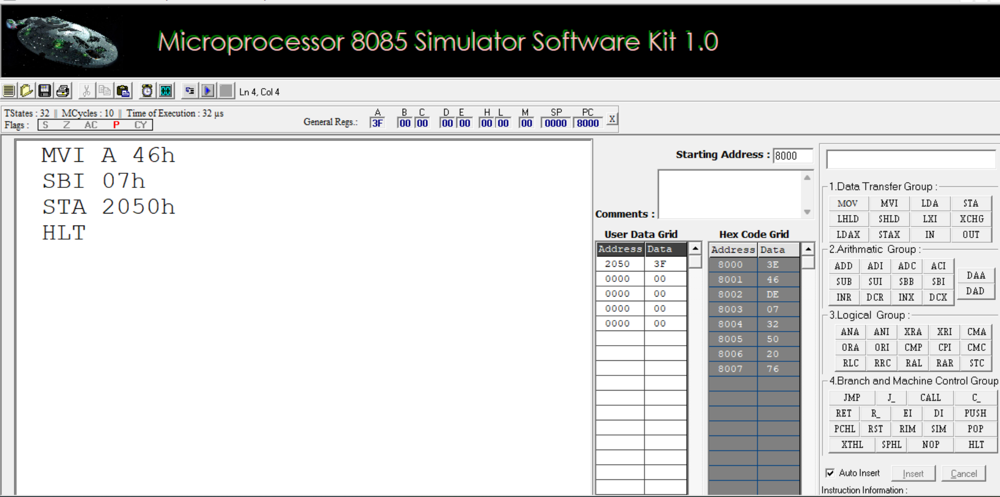 Microprocessor 8085 Simulator Software Kit 1.0
Ln 4, Col 4
TStates : 32 || MCycles : 10 || Time of Execution : 32 µs
Flags : S Z AC P CY
General Regs.:
A B C D E H L M SP PC
3F 00 00 00 00 00 00 00 0000 8000 X
MVI A 46h
SBI 07h
STA 2050h
HLT
Starting Address : 8000
Comments :
User Data Grid
Address Data
2050 3F
0000 00
0000 00
0000 00
0000 00
Hex Code Grid
Address Data
8000 3E
8001 46
8002 DE
8003 07
8004 32
8005 50
8006 20
8007 76
1.Data Transfer Group :
MOV MVI LDA STA
LHLD SHLD LXI XCHG
LDAX STAX IN OUT
2.Arithmatic Group :
ADD ADI ADC ACI
SUB SUI SBB SBI
INR DCR INX DCX
DAA
DAD
3.Logical Group :
ANA ANI XRA XRI CMA
ORA ORI CMP CPI CMC
RLC RRC RAL RAR STC
4.Branch and Machine Control Group
JMP J_ CALL C_
RET R_ EI DI PUSH
PCHL RST RIM SIM POP
XTHL SPHL NOP HLT
Auto Insert Insert Cancel
Instruction Information :